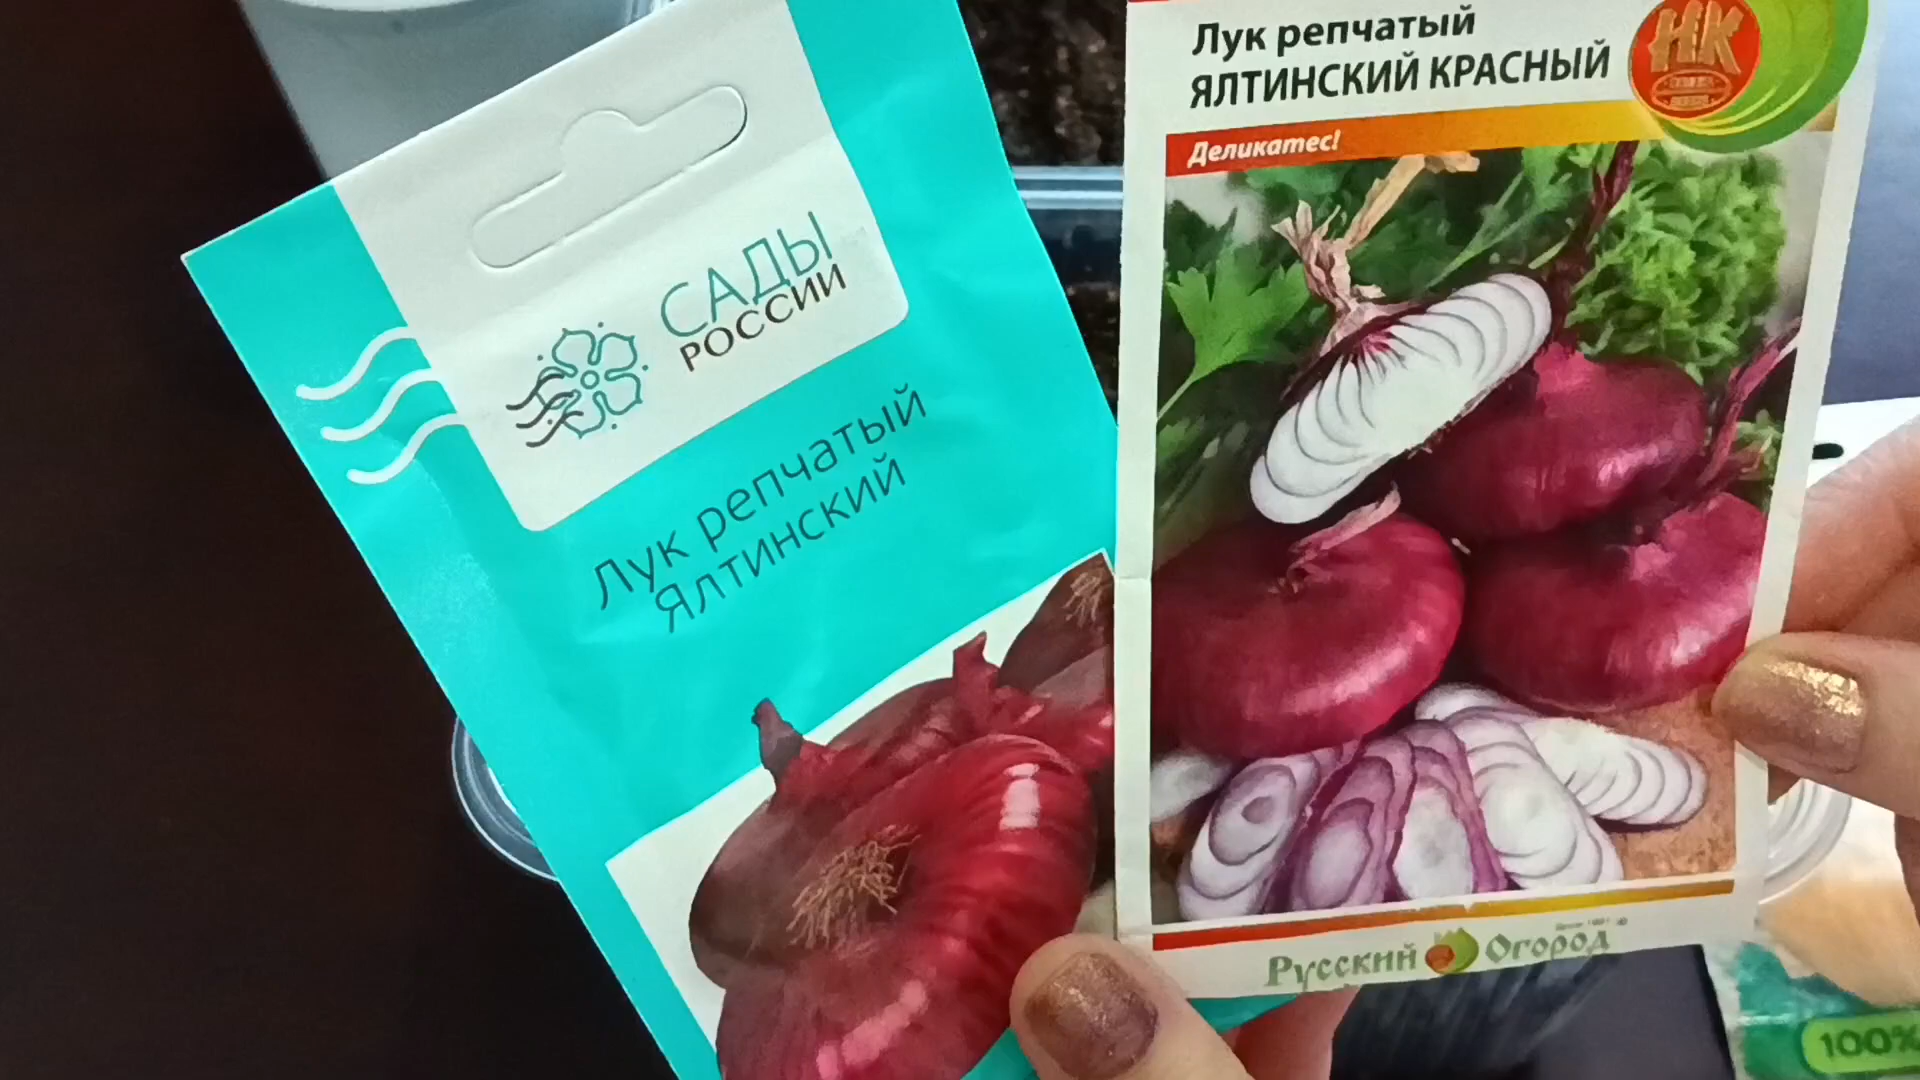 САДЫ
РОССИИ
Лук репчатый
Ялтинский
Лук репчатый
ЯЛТИНСКИЙ КРАСНЫЙ
НК
Деликатес!
Русский Огород
100%